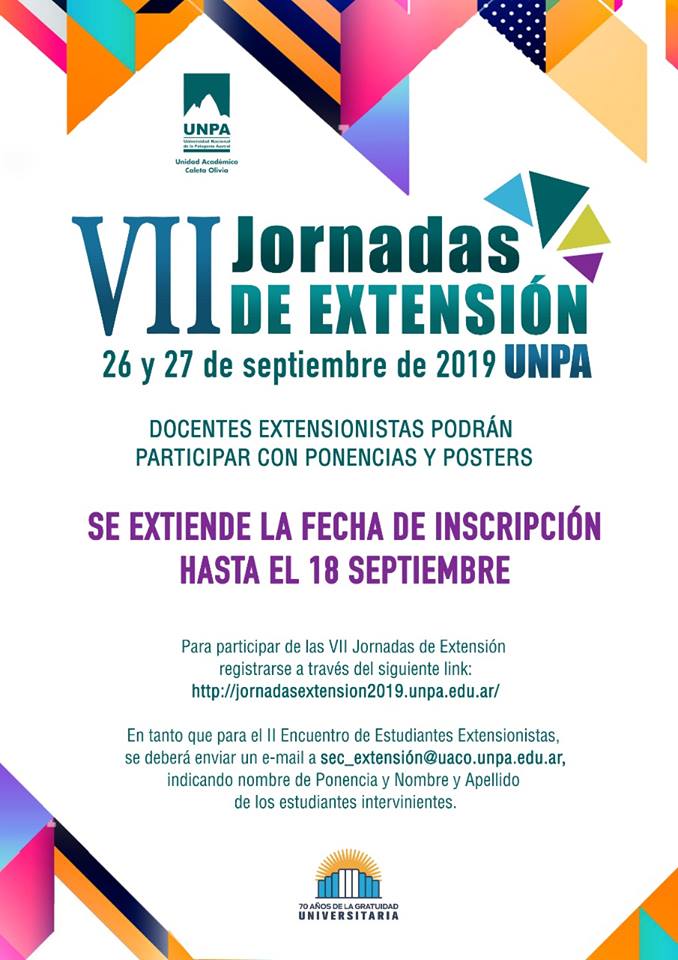 UNPA
Universidad Nacional
de la Patagonia Austral
Unidad Académica
Caleta Olivia
VII Jornadas
DE EXTENSIÓN
26 y 27 de septiembre de 2019 UNPA
DOCENTES EXTENSIONISTAS PODRÁN
PARTICIPAR CON PONENCIAS Y POSTERS
SE EXTIENDE LA FECHA DE INSCRIPCIÓN
HASTA EL 18 SEPTIEMBRE
Para participar de las VII Jornadas de Extensión
registrarse a través del siguiente link:
http://jornadasextension2019.unpa.edu.ar/
En tanto que para el II Encuentro de Estudiantes Extensionistas,
se deberá enviar un e-mail a sec_extensión@uaco.unpa.edu.ar,
indicando nombre de Ponencia y Nombre y Apellido
de los estudiantes intervinientes.
70 AÑOS DE LA GRATUIDAD
UNIVERSITARIA